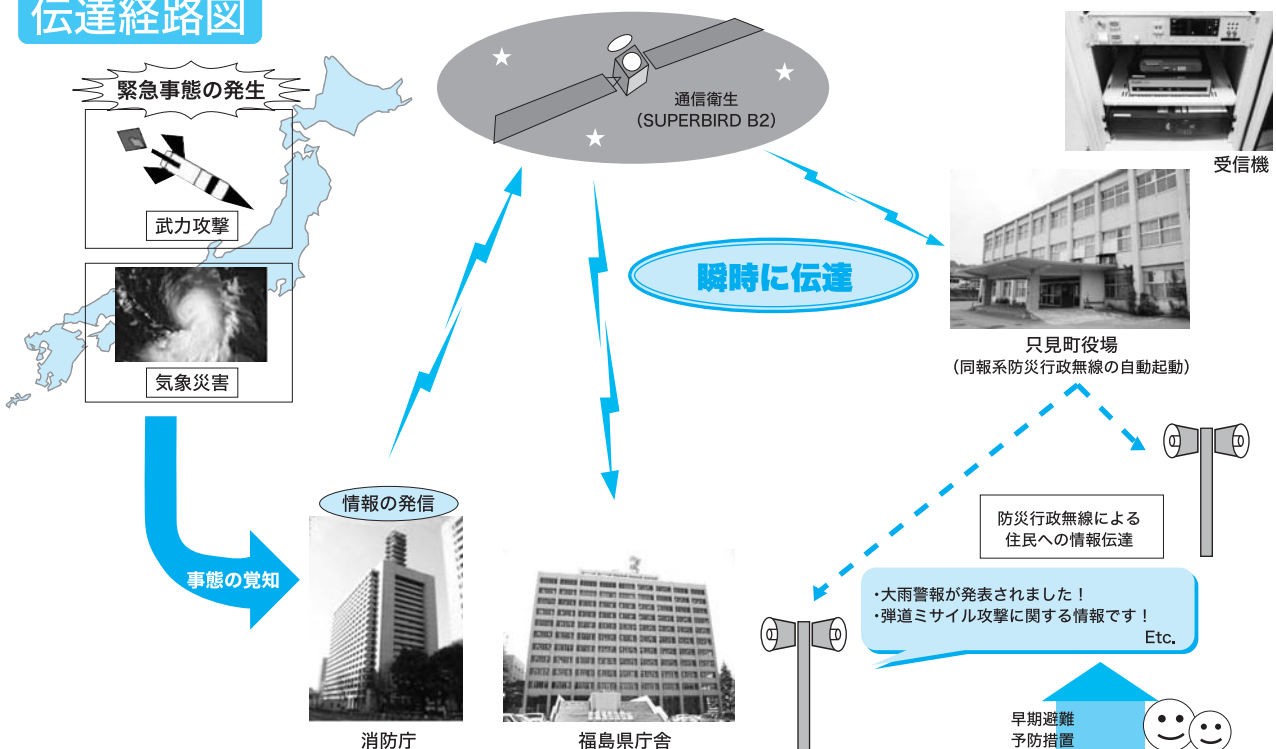 伝達経路図
緊急事態の発生
武力攻撃
気象災害
事態の覚知
通信衛生
(SUPERBIRD B2)
瞬時に伝達
受信機
只見町役場
(同報系防災行政無線の自動起動)
情報の発信
消防庁
福島県庁舎
防災行政無線による
住民への情報伝達
・大雨警報が発表されました！
・弾道ミサイル攻撃に関する情報です！
Etc.
早期避難
予防措置